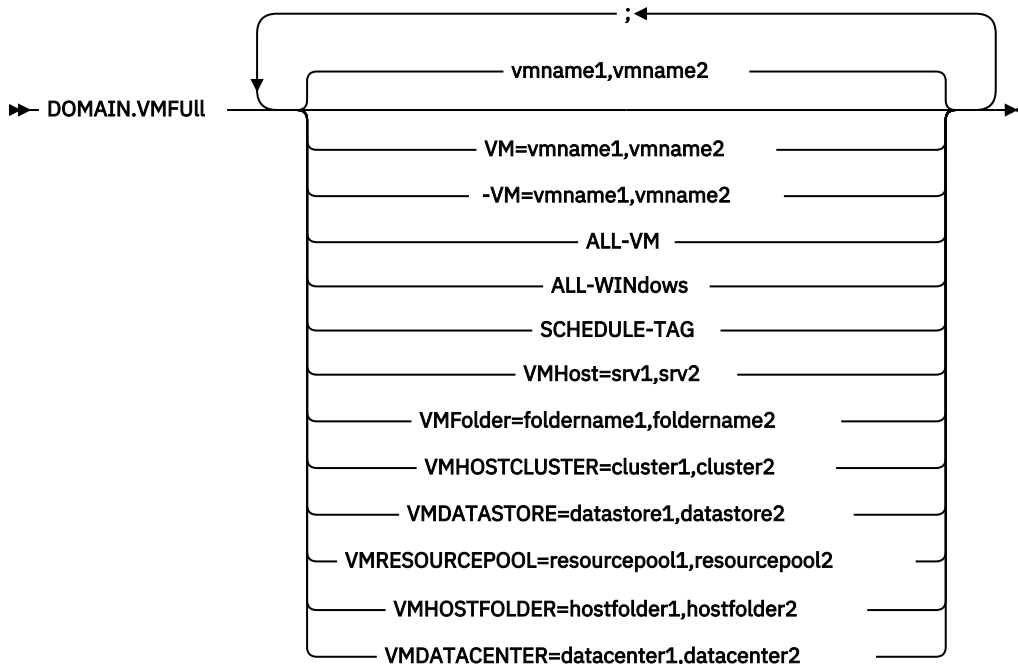 ;
vmname1,vmname2
DOMAIN.VMFUll
VM=vmname1,vmname2
-VM=vmname1,vmname2
ALL-VM
ALL-WINdows
SCHEDULE-TAG
VMHost=srv1,srv2
VMFolder=foldername1,foldername2
VMHOSTCLUSTER=cluster1,cluster2
VMDATASTORE=datastore1,datastore2
VMRESOURCEPOOL=resourcepool1,resourcepool2
VMHOSTFOLDER=hostfolder1,hostfolder2
VMDATACENTER=datacenter1,datacenter2